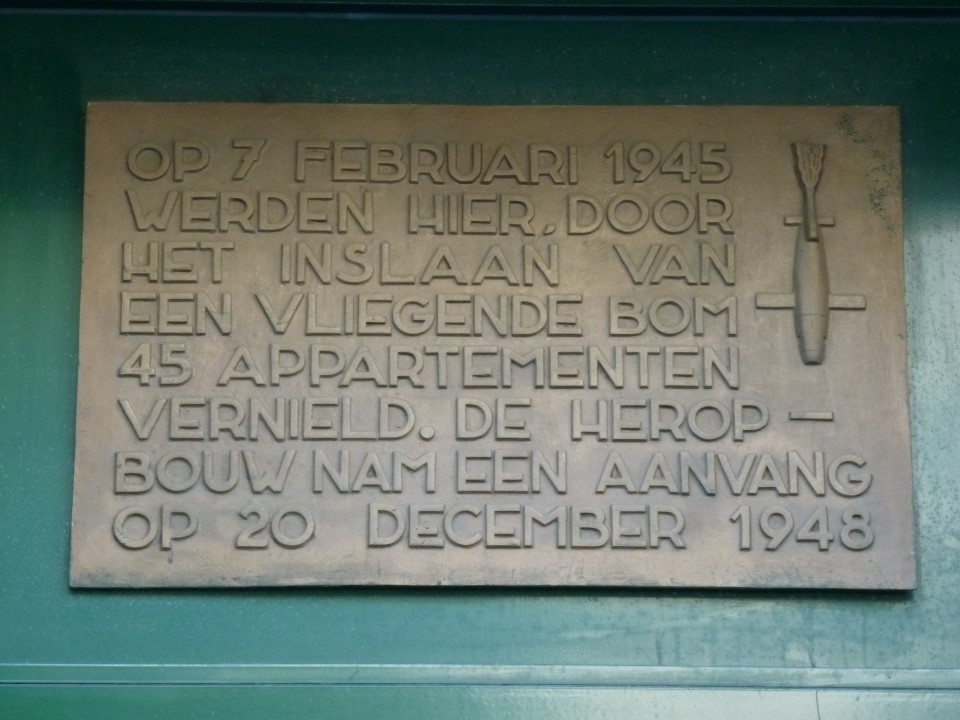 OP 7 FEBRUARI 1945
WERDEN HIER, DOOR
HET INSLAAN VAN
EEN VLIEGENDE BOM
45 APPARTEMENTEN
VERNIELD. DE HEROP-
BOUW NAM EEN AANVANG
OP 20 DECEMBER 1948